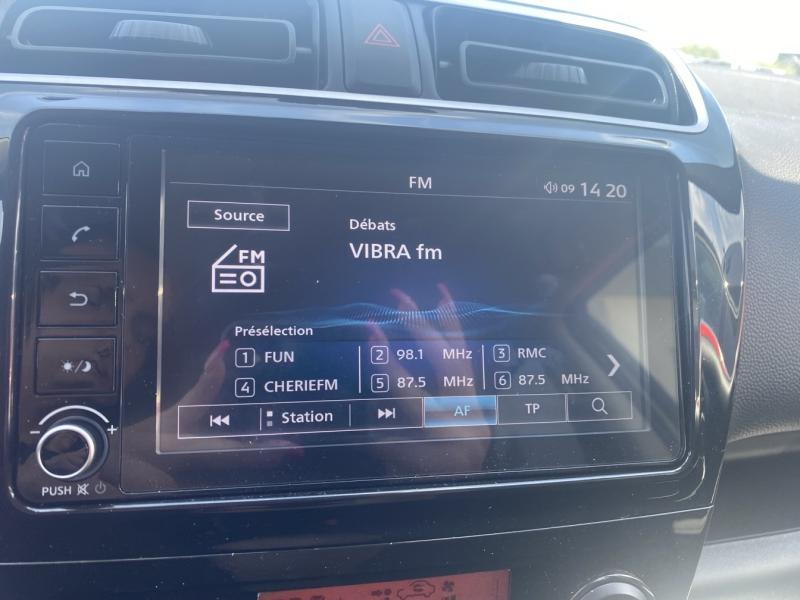 FM
09 14 20
Source
Débats
VIBRA fm
FM
Présélection
1 FUN 2 98.1 MHz 3 RMC
4 CHERIEFM 5 87.5 MHz 6 87.5 MHz
Station AF TP
- +
PUSH